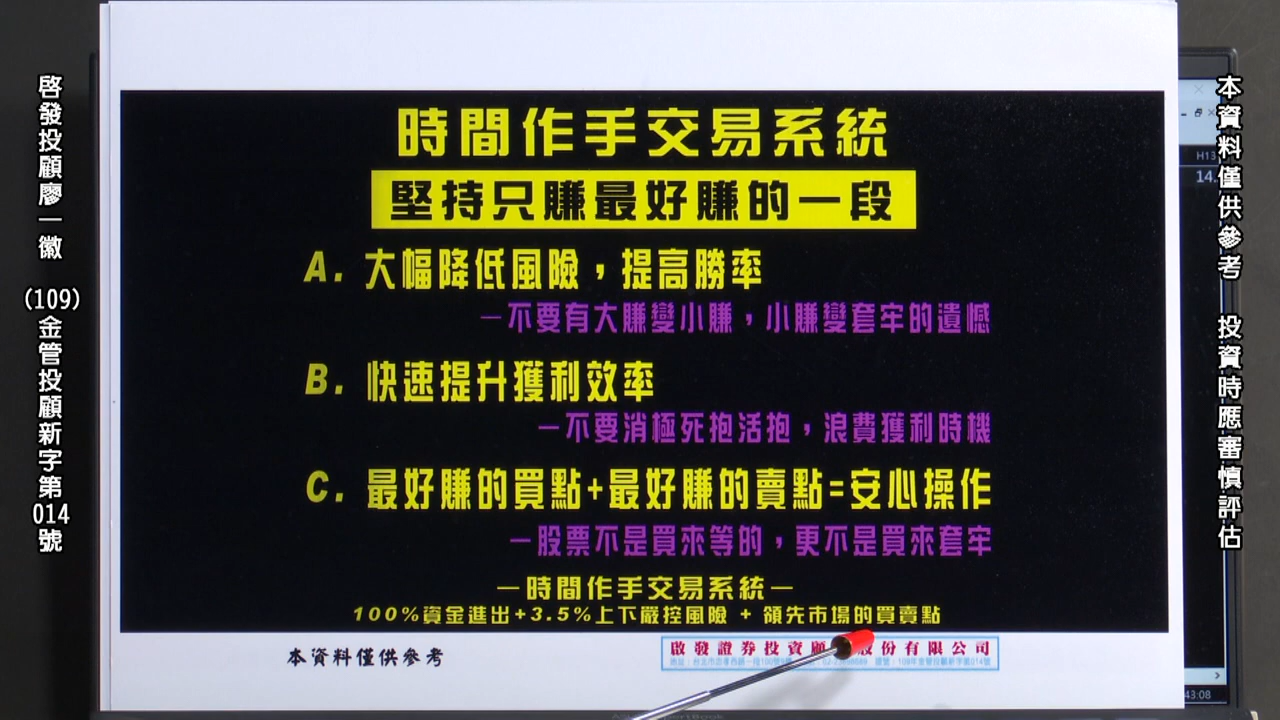 啓發投顧廖一徽 (109)金管投顧新字第014號
時間作手交易系統
堅持只賺最好賺的一段
A. 大幅降低風險，提高勝率
—不要有大賺變小賺，小賺變套牢的遺憾
B. 快速提升獲利效率
—不要消極死抱活抱，浪費獲利時機
C. 最好賺的買點+最好賺的賣點=安心操作
—股票不是買來等的，更不是買來套牢
—時間作手交易系統—
100%資金進出+3.5%上下嚴控風險 + 領先市場的買賣點
本資料僅供參考
啟發證券投資顧 股份有限公司
本資料僅供參考 投資時應審慎評估
H13
14.
43:08